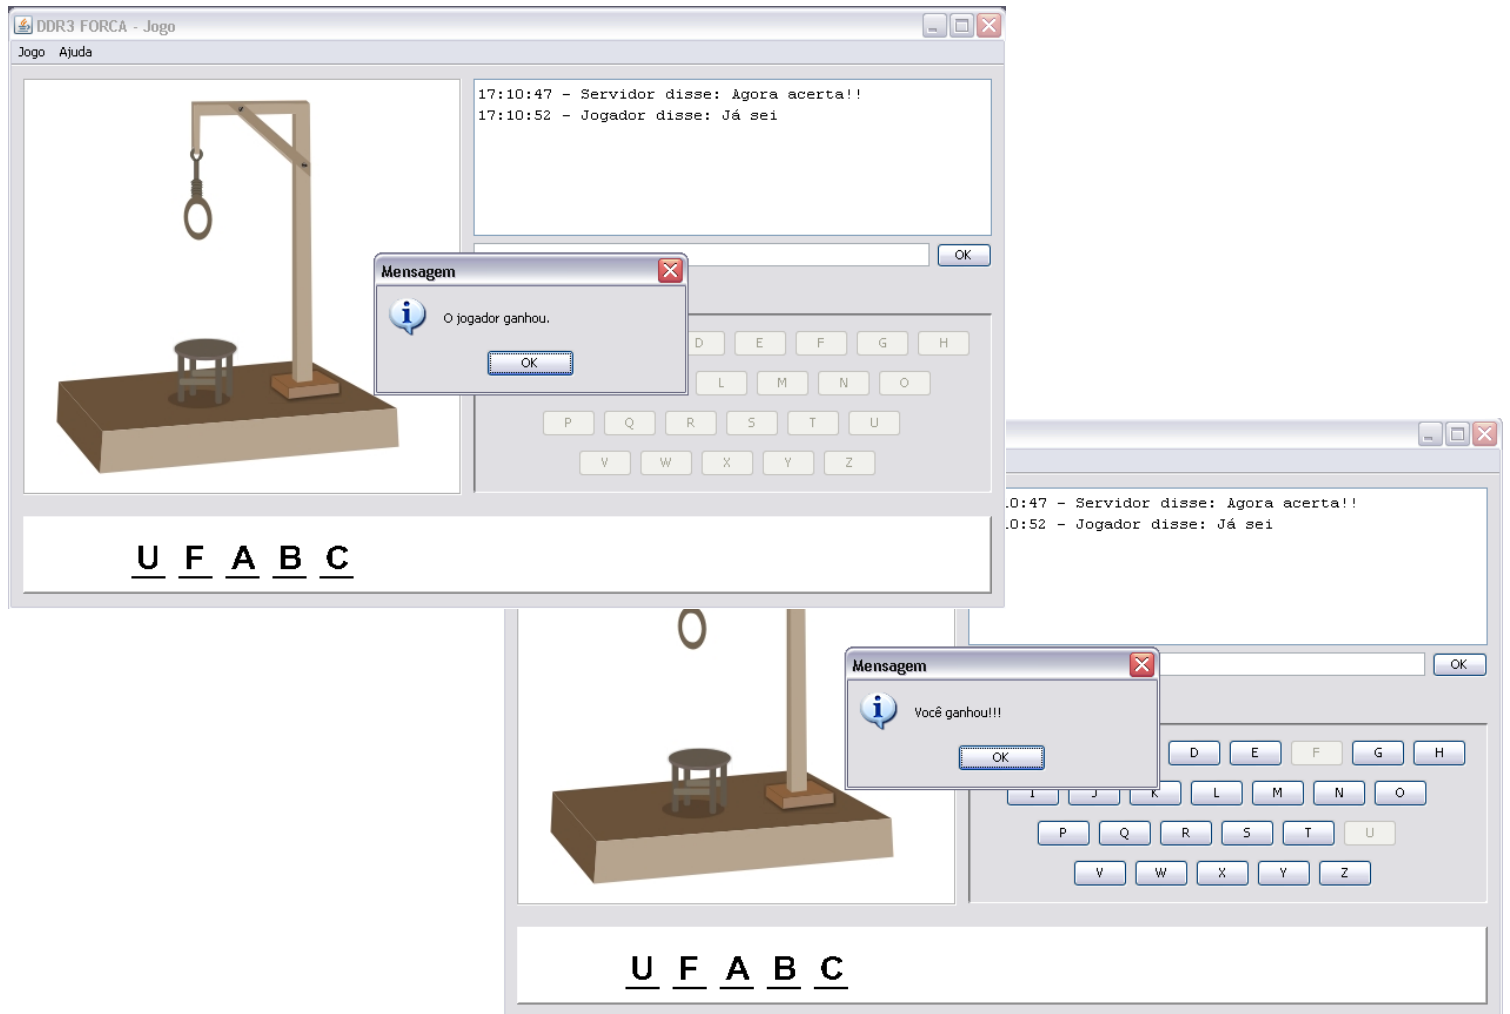 DDR3 FORCA - Jogo
Jogo Ajuda
17:10:47 - Servidor disse: Agora acerta!!
17:10:52 - Jogador disse: Já sei
OK
Mensagem
O jogador ganhou.
OK
D E F G H
L M N O
P Q R S T U
V W X Y Z
U F A B C
0:47 - Servidor disse: Agora acerta!!
0:52 - Jogador disse: Já sei
OK
Mensagem
Você ganhou!!!
OK
D E F G H
I J K L M N O
P Q R S T U
V W X Y Z
U F A B C